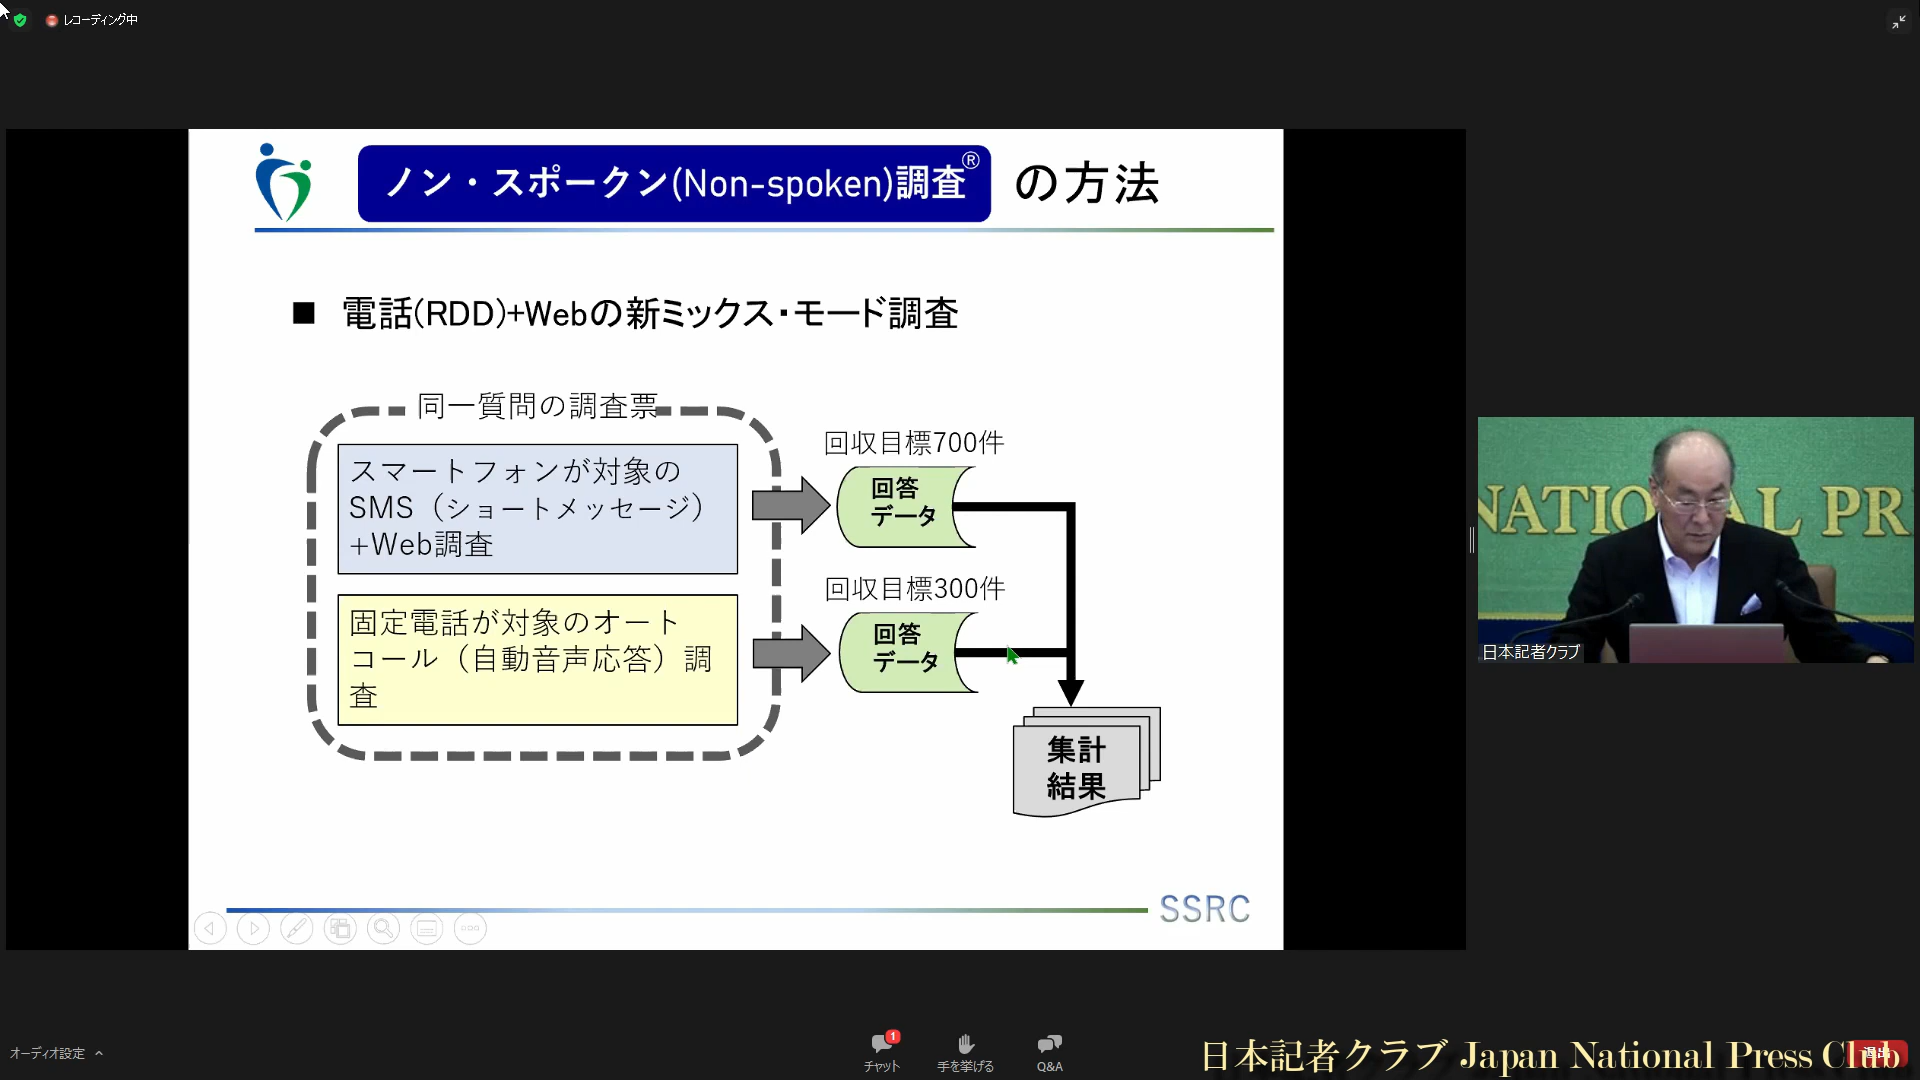 レコーディング中
ノン・スポークン(Non-spoken)調査® の方法
■ 電話(RDD)+Webの新ミックス・モード調査
同一質問の調査票
スマートフォンが対象の
SMS（ショートメッセージ）
+Web調査
固定電話が対象のオート
コール（自動音声応答）調
査
回収目標700件
回答
データ
回収目標300件
回答
データ
集計
結果
SSRC
NATIONAL PR
日本記者クラブ
オーディオ設定
1
チャット
手を挙げる
Q&A
退出
日本記者クラブ Japan National Press Club